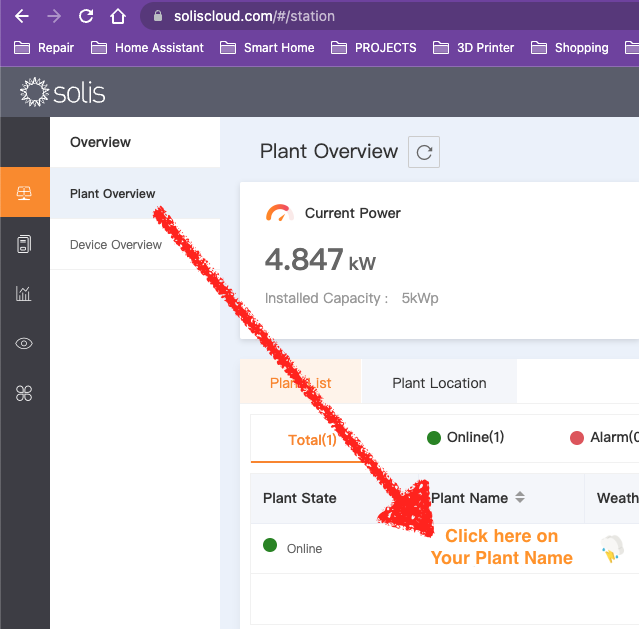 soliscloud.com/#/station
Repair Home Assistant Smart Home PROJECTS 3D Printer Shopping
solis
Overview
Plant Overview
Device Overview
Plant Overview
Current Power
4.847 kW
Installed Capacity : 5kWp
Plant List Plant Location
Total(1) Online(1) Alarm(0
Plant State Plant Name Weath
Online
Click here on
Your Plant Name